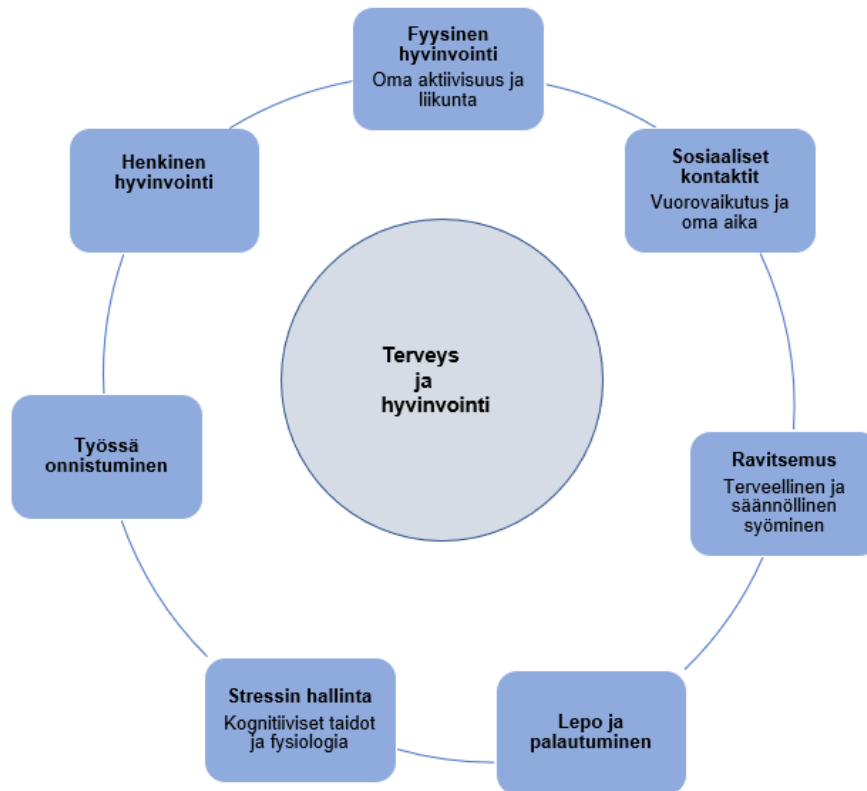 Fyysinen
hyvinvointi
Oma aktiivisuus ja
liikunta
Sosiaaliset
kontaktit
Vuorovaikutus ja
oma aika
Ravitsemus
Terveellinen ja
säännöllinen
syöminen
Lepo ja
palautuminen
Stressin hallinta
Kognitiiviset taidot
ja fysiologia
Työssä
onnistuminen
Henkinen
hyvinvointi
Terveys
ja
hyvinvointi